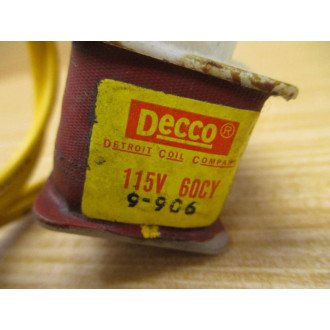 Decco®
DETROIT COIL COMPANY
115V 60CY
9-906